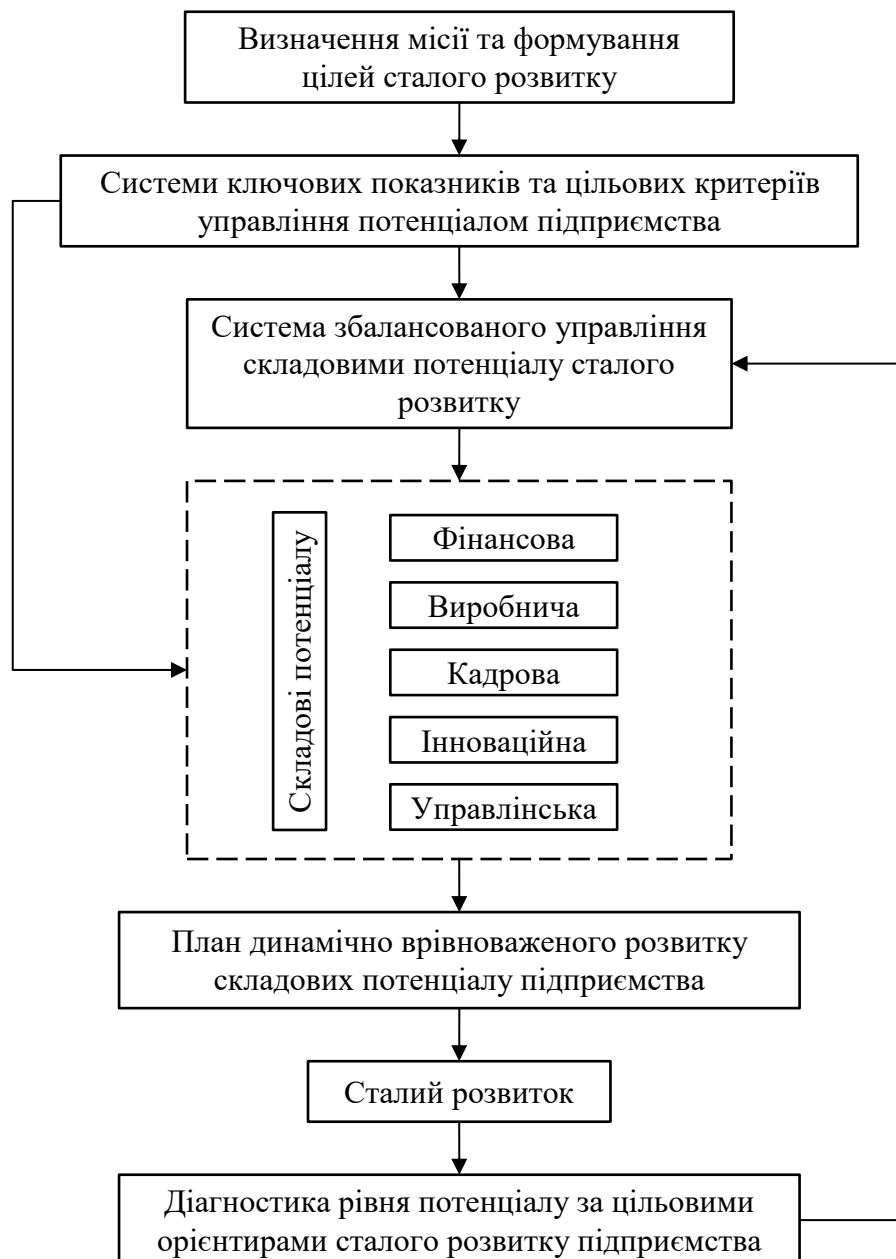 Визначення місії та формування
цілей сталого розвитку
Системи ключових показників та цільових критеріїв
управління потенціалом підприємства
Система збалансованого управління
складовими потенціалу сталого
розвитку
Складові потенціалу
Фінансова
Виробнича
Кадрова
Інноваційна
Управлінська
План динамічно врівноваженого розвитку
складових потенціалу підприємства
Сталий розвиток
Діагностика рівня потенціалу за цільовими
орієнтирами сталого розвитку підприємства